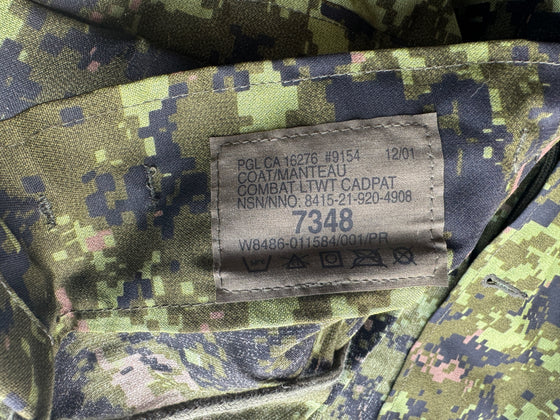 PGL CA 16276 #9154 12/01
COAT/MANTEAU
COMBAT LTWT CADPAT
NSN/NNO: 8415-21-920-4908
7348
W8486-011584/001/PR